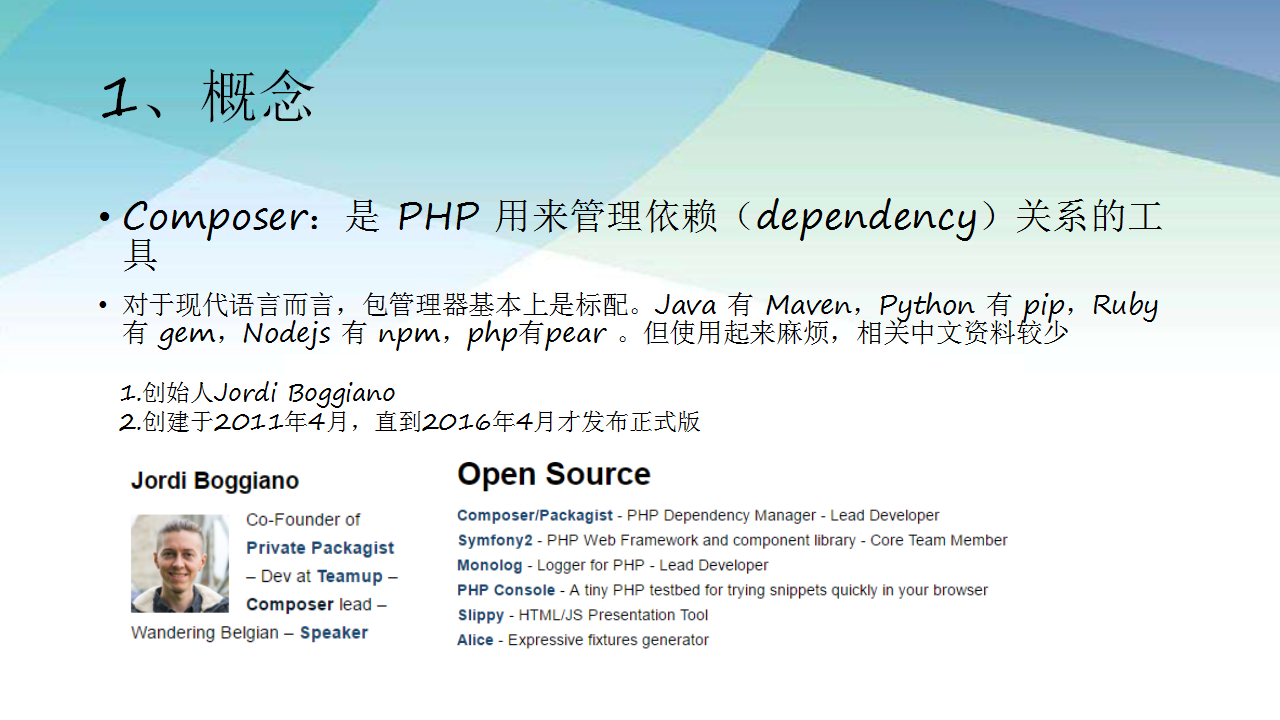 1、概念
• Composer：是 PHP 用来管理依赖（dependency）关系的工
具
• 对于现代语言而言，包管理器基本上是标配。Java 有 Maven，Python 有 pip，Ruby
有 gem，Nodejs 有 npm，php有pear 。但使用起来麻烦，相关中文资料较少
1.创始人Jordi Boggiano
2.创建于2011年4月，直到2016年4月才发布正式版
Jordi Boggiano
Co-Founder of
Private Packagist
– Dev at Teamup –
Composer lead –
Wandering Belgian – Speaker
Open Source
Composer/Packagist - PHP Dependency Manager - Lead Developer
Symfony2 - PHP Web Framework and component library - Core Team Member
Monolog - Logger for PHP - Lead Developer
PHP Console - A tiny PHP testbed for trying snippets quickly in your browser
Slippy - HTML/JS Presentation Tool
Alice - Expressive fixtures generator